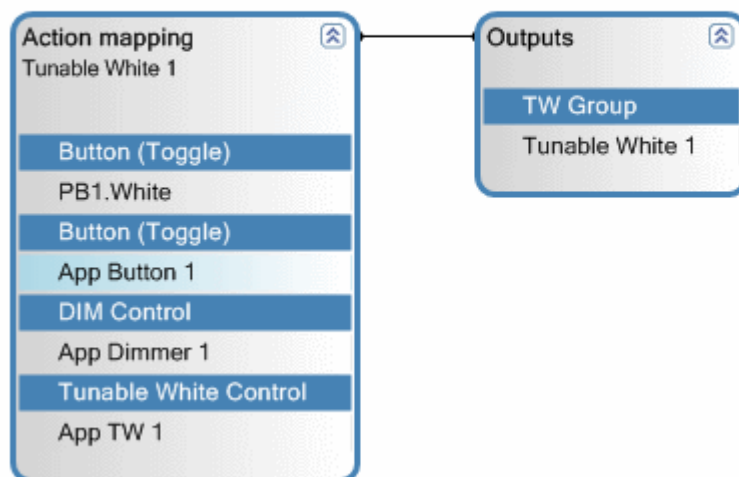 Action mapping
Tunable White 1
Button (Toggle)
PB1.White
Button (Toggle)
App Button 1
DIM Control
App Dimmer 1
Tunable White Control
App TW 1
Outputs
TW Group
Tunable White 1